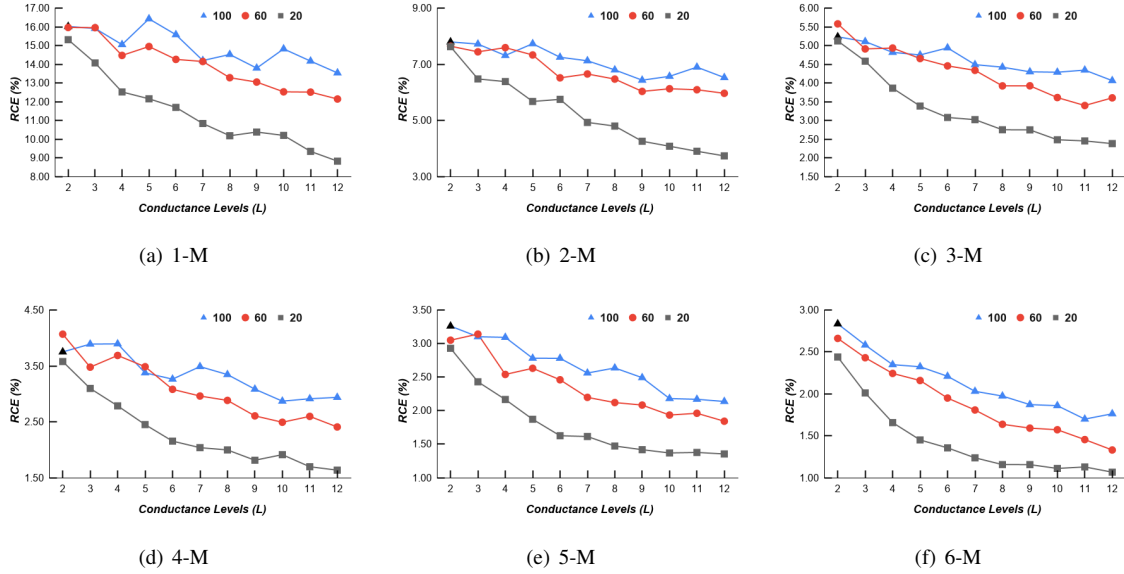 17.00
16.00
15.00
14.00
13.00
12.00
11.00
10.00
9.00
8.00
RCE (%)
100 60 20
2 3 4 5 6 7 8 9 10 11 12
Conductance Levels (L)
(a) 1-M
9.00
7.00
5.00
3.00
RCE (%)
100 60 20
2 3 4 5 6 7 8 9 10 11 12
Conductance Levels (L)
(b) 2-M
6.00
5.50
5.00
4.50
4.00
3.50
3.00
2.50
2.00
1.50
RCE (%)
100 60 20
2 3 4 5 6 7 8 9 10 11 12
Conductance Levels (L)
(c) 3-M
4.50
3.50
2.50
1.50
RCE (%)
100 60 20
2 3 4 5 6 7 8 9 10 11 12
Conductance Levels (L)
(d) 4-M
3.50
3.00
2.50
2.00
1.50
1.00
RCE (%)
100 60 20
2 3 4 5 6 7 8 9 10 11 12
Conductance Levels (L)
(e) 5-M
3.00
2.50
2.00
1.50
1.00
RCE (%)
100 60 20
2 3 4 5 6 7 8 9 10 11 12
Conductance Levels (L)
(f) 6-M